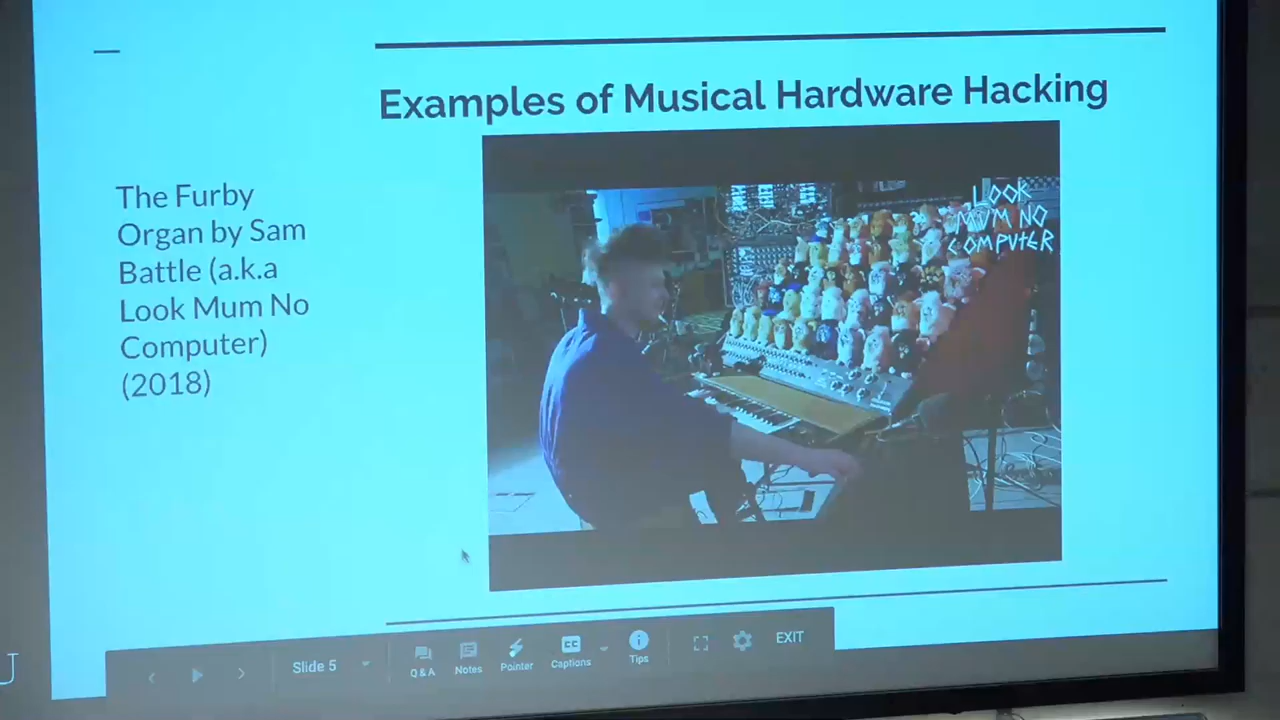 Examples of Musical Hardware Hacking
The Furby
Organ by Sam
Battle (a.k.a
Look Mum No
Computer)
(2018)
LOOK
MUM NO
COMPUTER
Slide 5
Q&A
Notes
Pointer
CC
Captions
Tips
EXIT